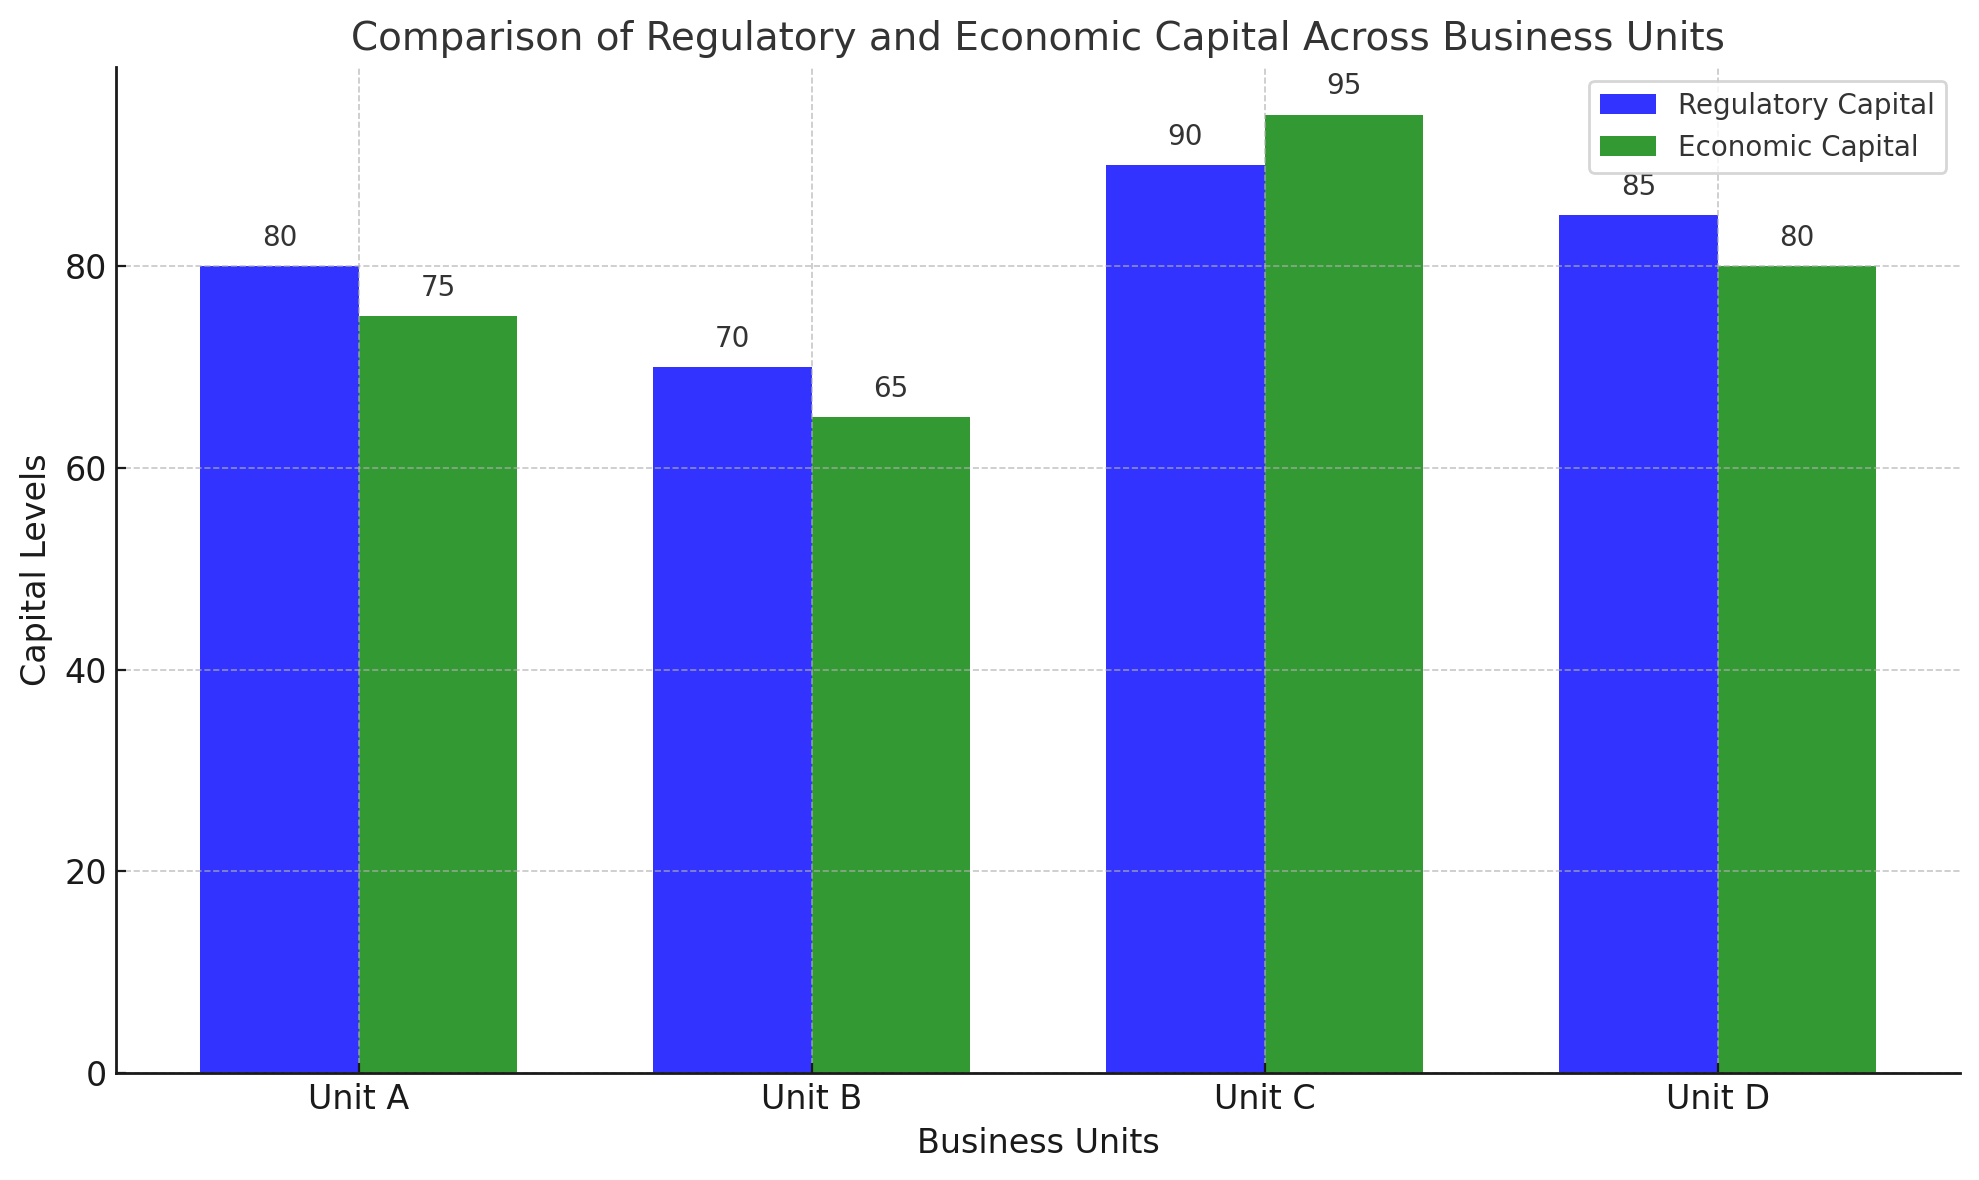 Comparison of Regulatory and Economic Capital Across Business Units
Regulatory Capital
Economic Capital
80
75
70
65
90
95
85
80
80
60
40
20
0
Capital Levels
Unit A
Unit B
Unit C
Unit D
Business Units